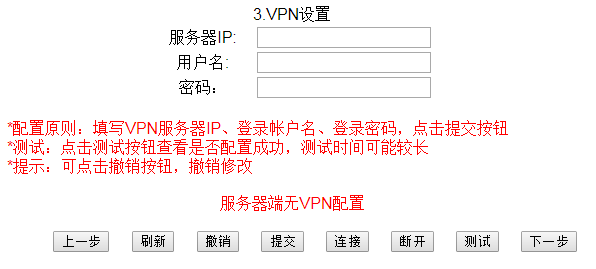 3.VPN设置
服务器IP:
用户名:
密码：
*配置原则：填写VPN服务器IP、登录帐户名、登录密码，点击提交按钮
*测试：点击测试按钮查看是否配置成功，测试时间可能较长
*提示：可点击撤销按钮，撤销修改
服务器端无VPN配置
上一步 刷新 撤销 提交 连接 断开 测试 下一步